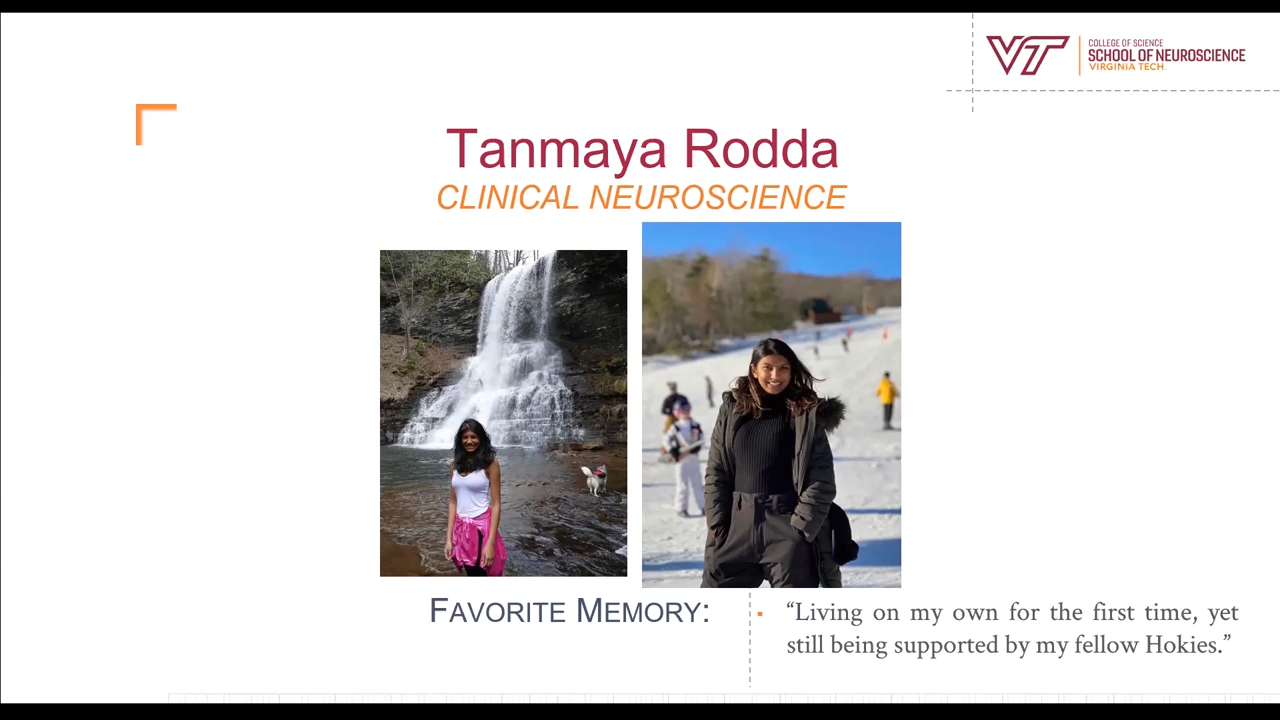 VT
COLLEGE OF SCIENCE
SCHOOL OF NEUROSCIENCE
VIRGINIA TECH.
Tanmaya Rodda
CLINICAL NEUROSCIENCE
FAVORITE MEMORY:
“Living on my own for the first time, yet
still being supported by my fellow Hokies.”